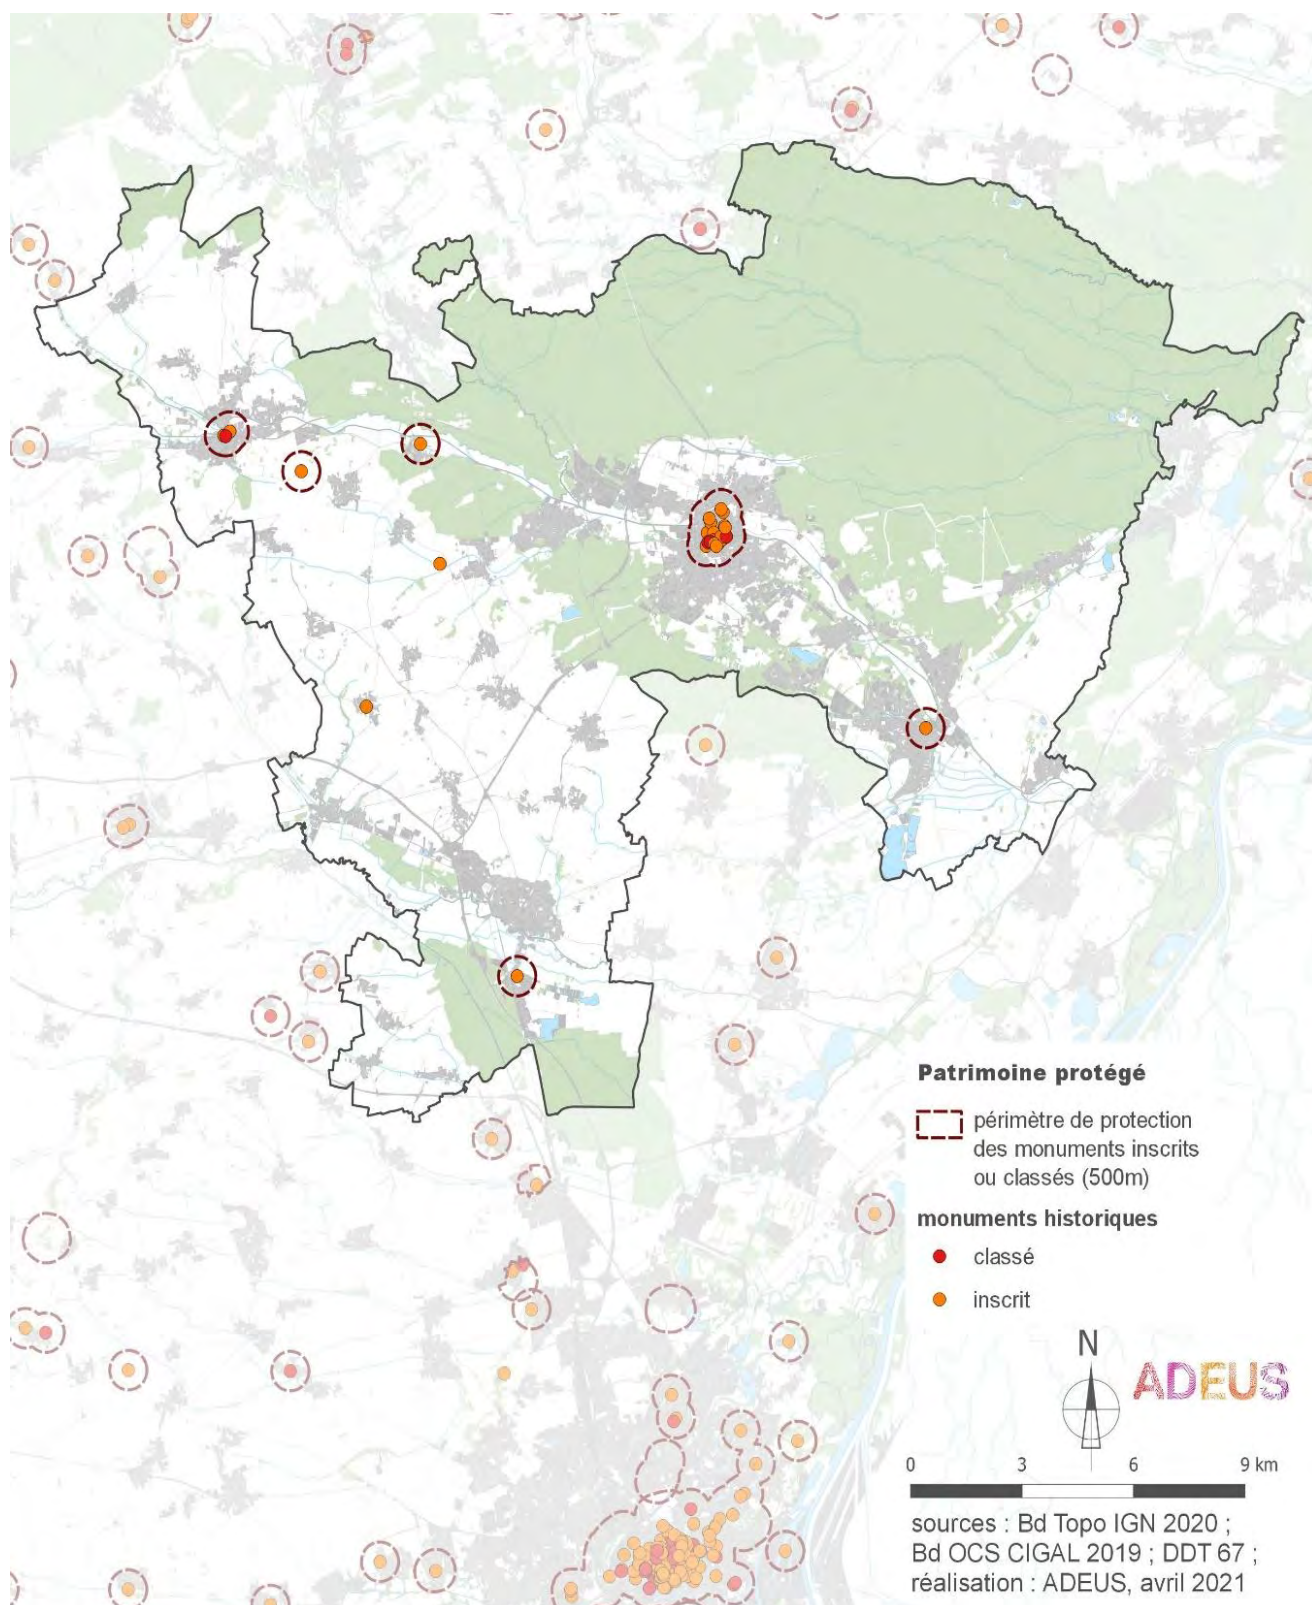 Patrimoine protégé
périmètre de protection
des monuments inscrits
ou classés (500m)
monuments historiques
classé
inscrit
N
ADEUS
0 3 6 9 km
sources : Bd Topo IGN 2020 ;
Bd OCS CIGAL 2019 ; DDT 67 ;
réalisation : ADEUS, avril 2021